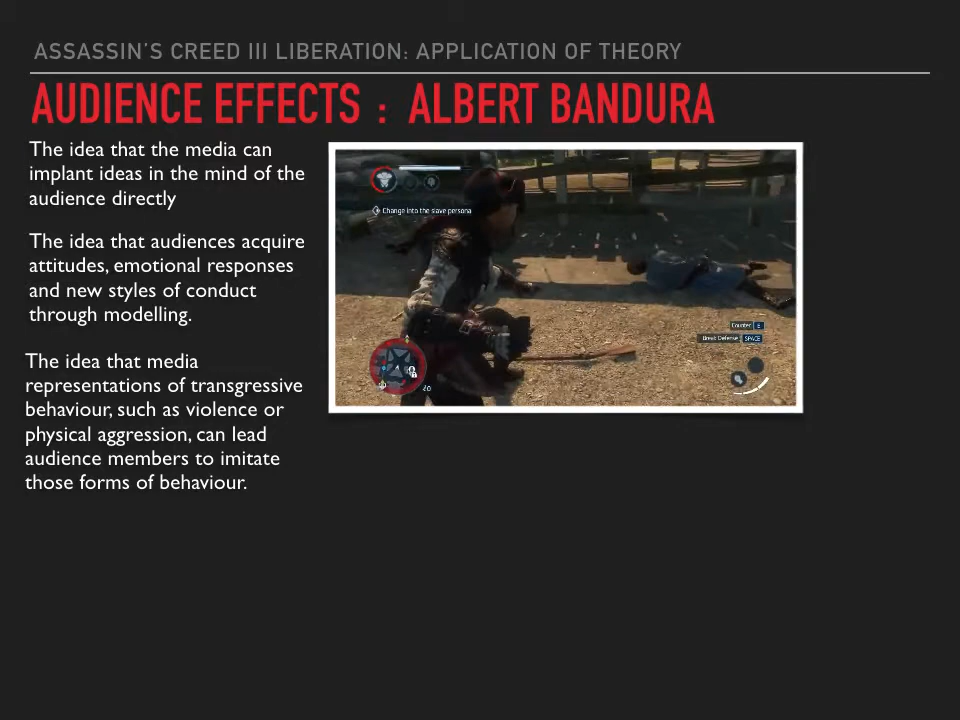 ASSASSIN'S CREED III LIBERATION: APPLICATION OF THEORY
AUDIENCE EFFECTS : ALBERT BANDURA
The idea that the media can
implant ideas in the mind of the
audience directly
The idea that audiences acquire
attitudes, emotional responses
and new styles of conduct
through modelling.
The idea that media
representations of transgressive
behaviour, such as violence or
physical aggression, can lead
audience members to imitate
those forms of behaviour.
Change into the slave persona
Counter E
Break Defense SPACE
20